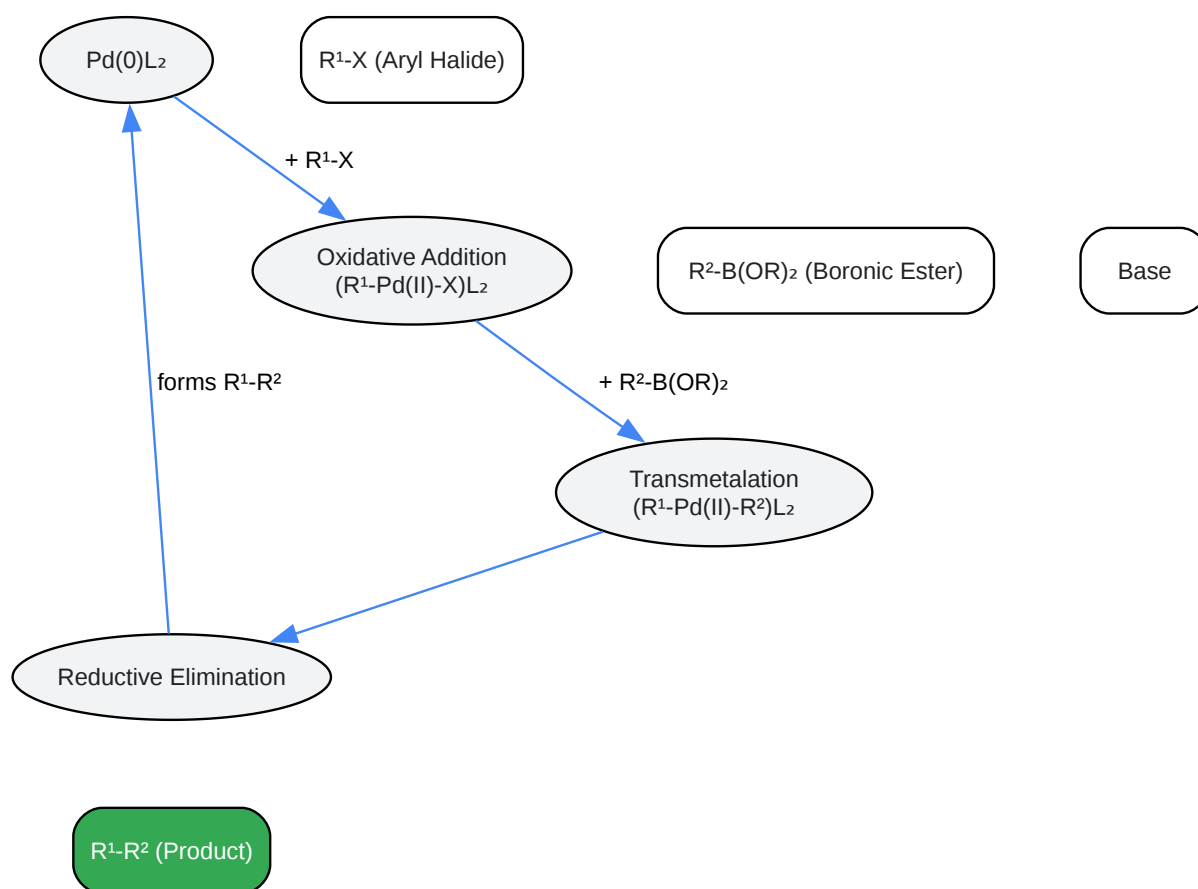 Pd(0)L₂
R¹-X (Aryl Halide)
+ R¹-X
Oxidative Addition
(R¹-Pd(II)-X)L₂
R²-B(OR)₂ (Boronic Ester)
Base
forms R¹-R²
+ R²-B(OR)₂
Transmetalation
(R¹-Pd(II)-R²)L₂
Reductive Elimination
R¹-R² (Product)